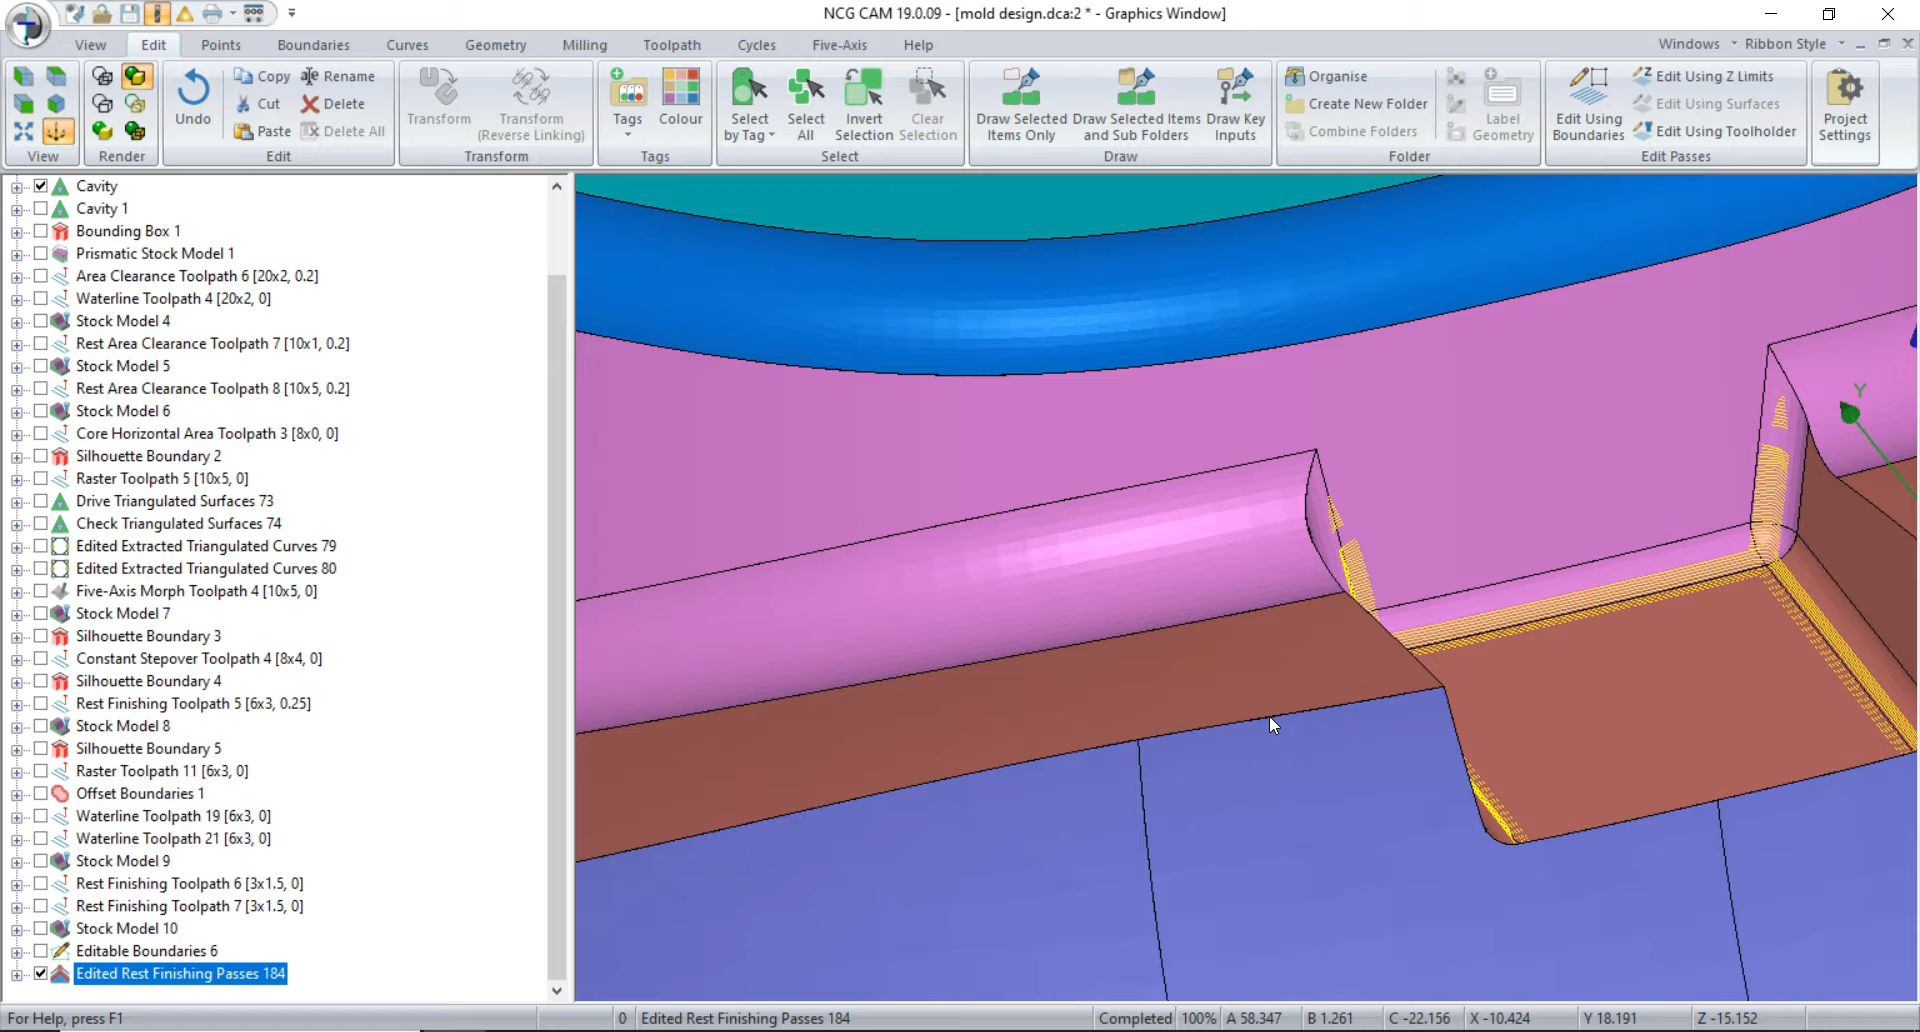 NCG CAM 19.0.09 - [mold design.dca:2 * - Graphics Window]
View Edit Points Boundaries Curves Geometry Milling Toolpath Cycles Five-Axis Help Windows Ribbon Style
View
Render
Undo
Copy
Cut
Paste
Rename
Delete
Delete All
Edit
Transform
Transform
(Reverse Linking)
Transform
Tags
Colour
Tags
Select
by Tag
Select
All
Invert
Selection
Clear
Selection
Select
Draw Selected
Items Only
Draw Selected Items
and Sub Folders
Draw Key
Inputs
Draw
Organise
Create New Folder
Combine Folders
Label
Geometry
Folder
Edit Using
Boundaries
Edit Using Z Limits
Edit Using Surfaces
Edit Using Toolholder
Edit Passes
Project
Settings
Cavity
Cavity 1
Bounding Box 1
Prismatic Stock Model 1
Area Clearance Toolpath 6 [20x2, 0.2]
Waterline Toolpath 4 [20x2, 0]
Stock Model 4
Rest Area Clearance Toolpath 7 [10x1, 0.2]
Stock Model 5
Rest Area Clearance Toolpath 8 [10x5, 0.2]
Stock Model 6
Core Horizontal Area Toolpath 3 [8x0, 0]
Silhouette Boundary 2
Raster Toolpath 5 [10x5, 0]
Drive Triangulated Surfaces 73
Check Triangulated Surfaces 74
Edited Extracted Triangulated Curves 79
Edited Extracted Triangulated Curves 80
Five-Axis Morph Toolpath 4 [10x5, 0]
Stock Model 7
Silhouette Boundary 3
Constant Stepover Toolpath 4 [8x4, 0]
Silhouette Boundary 4
Rest Finishing Toolpath 5 [6x3, 0.25]
Stock Model 8
Silhouette Boundary 5
Raster Toolpath 11 [6x3, 0]
Offset Boundaries 1
Waterline Toolpath 19 [6x3, 0]
Waterline Toolpath 21 [6x3, 0]
Stock Model 9
Rest Finishing Toolpath 6 [3x1.5, 0]
Rest Finishing Toolpath 7 [3x1.5, 0]
Stock Model 10
Editable Boundaries 6
Edited Rest Finishing Passes 184
Y
For Help, press F1 0 Edited Rest Finishing Passes 184 Completed 100% A 58.347 B 1.261 C -22.156 X -10.424 Y 18.191 Z -15.152